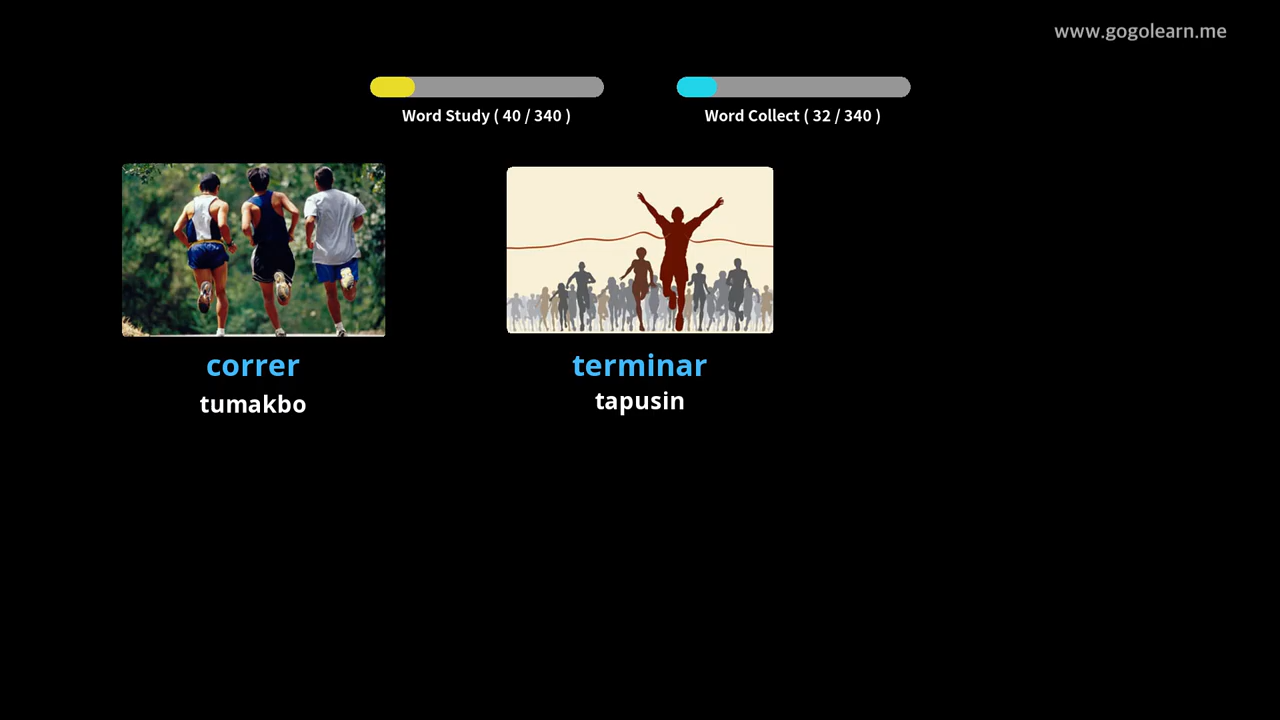 www.gogolearn.me
Word Study ( 40 / 340 )
Word Collect ( 32 / 340 )
correr
tumakbo
terminar
tapusin